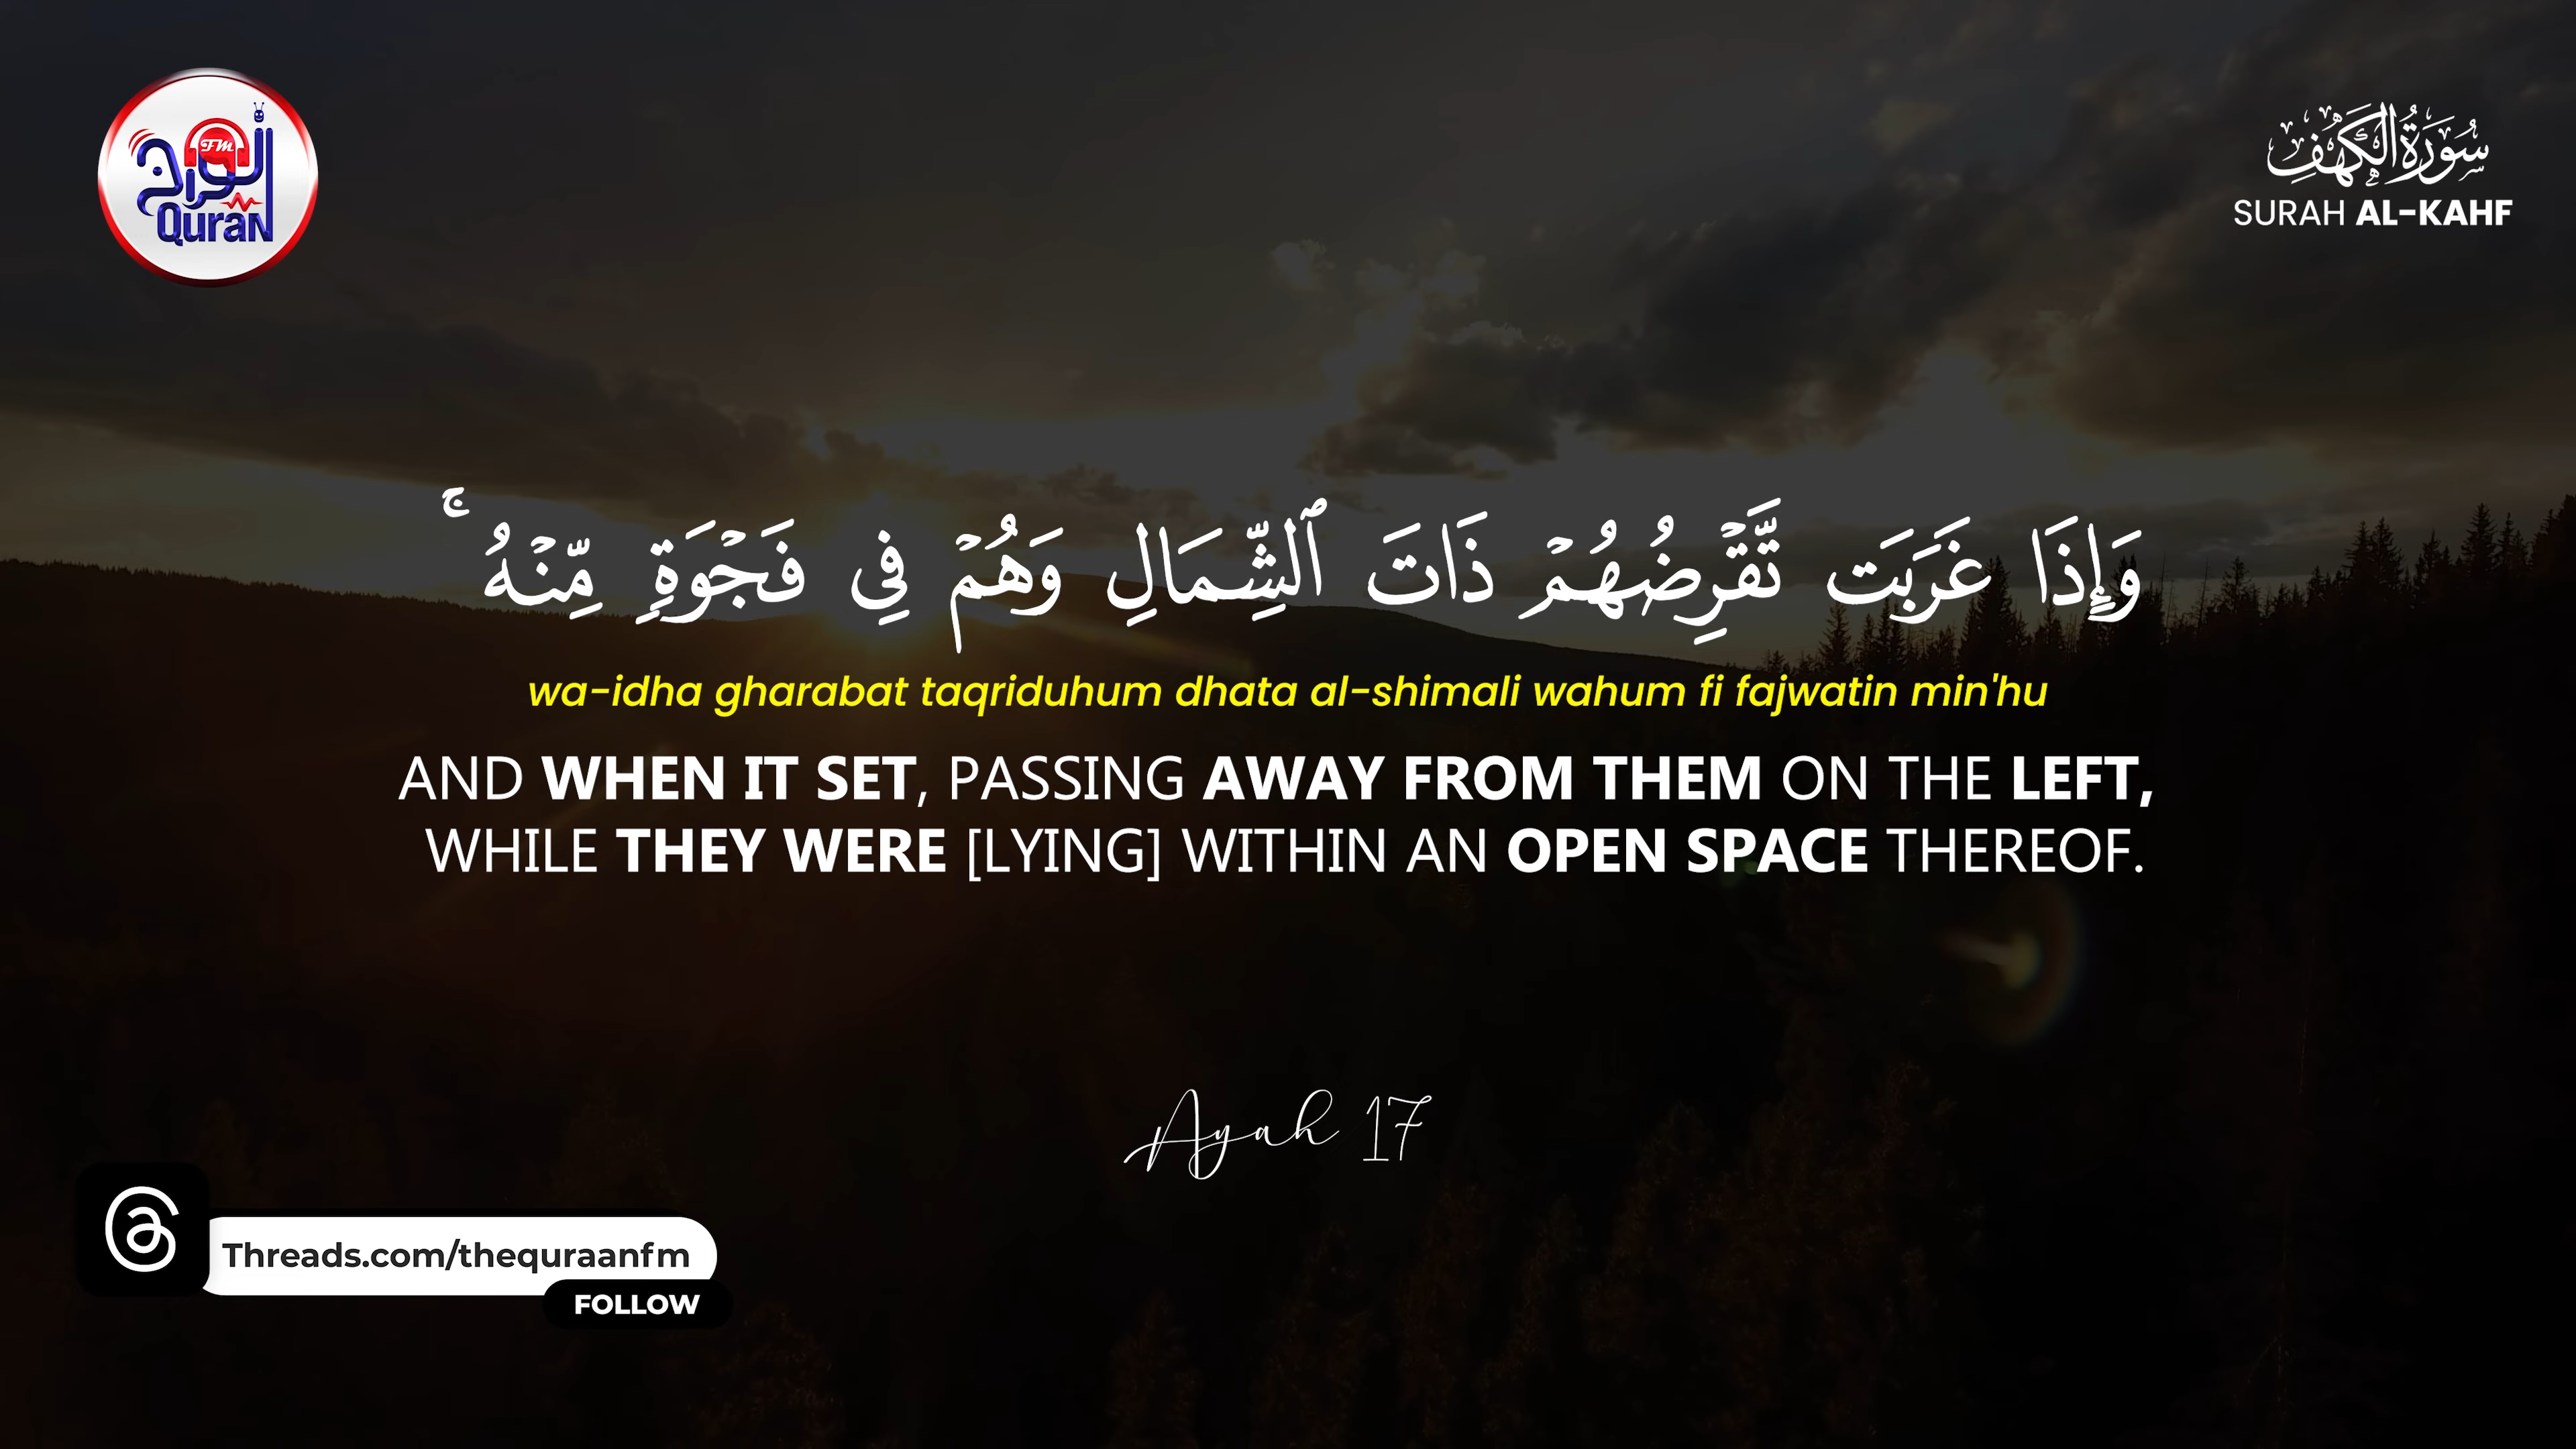 FM
QuraN
سُورَةُ الْكَهْفِ
SURAH AL-KAHF
وَإِذَا غَرَبَت تَّقْرِضُهُمْ ذَاتَ ٱلشِّمَالِ وَهُمْ فِي فَجْوَةٍ مِّنْهُ ۚ
wa-idha gharabat taqriduhum dhata al-shimali wahum fi fajwatin min'hu
AND WHEN IT SET, PASSING AWAY FROM THEM ON THE LEFT,
WHILE THEY WERE [LYING] WITHIN AN OPEN SPACE THEREOF.
Ayah 17
Threads.com/thequraanfm
FOLLOW